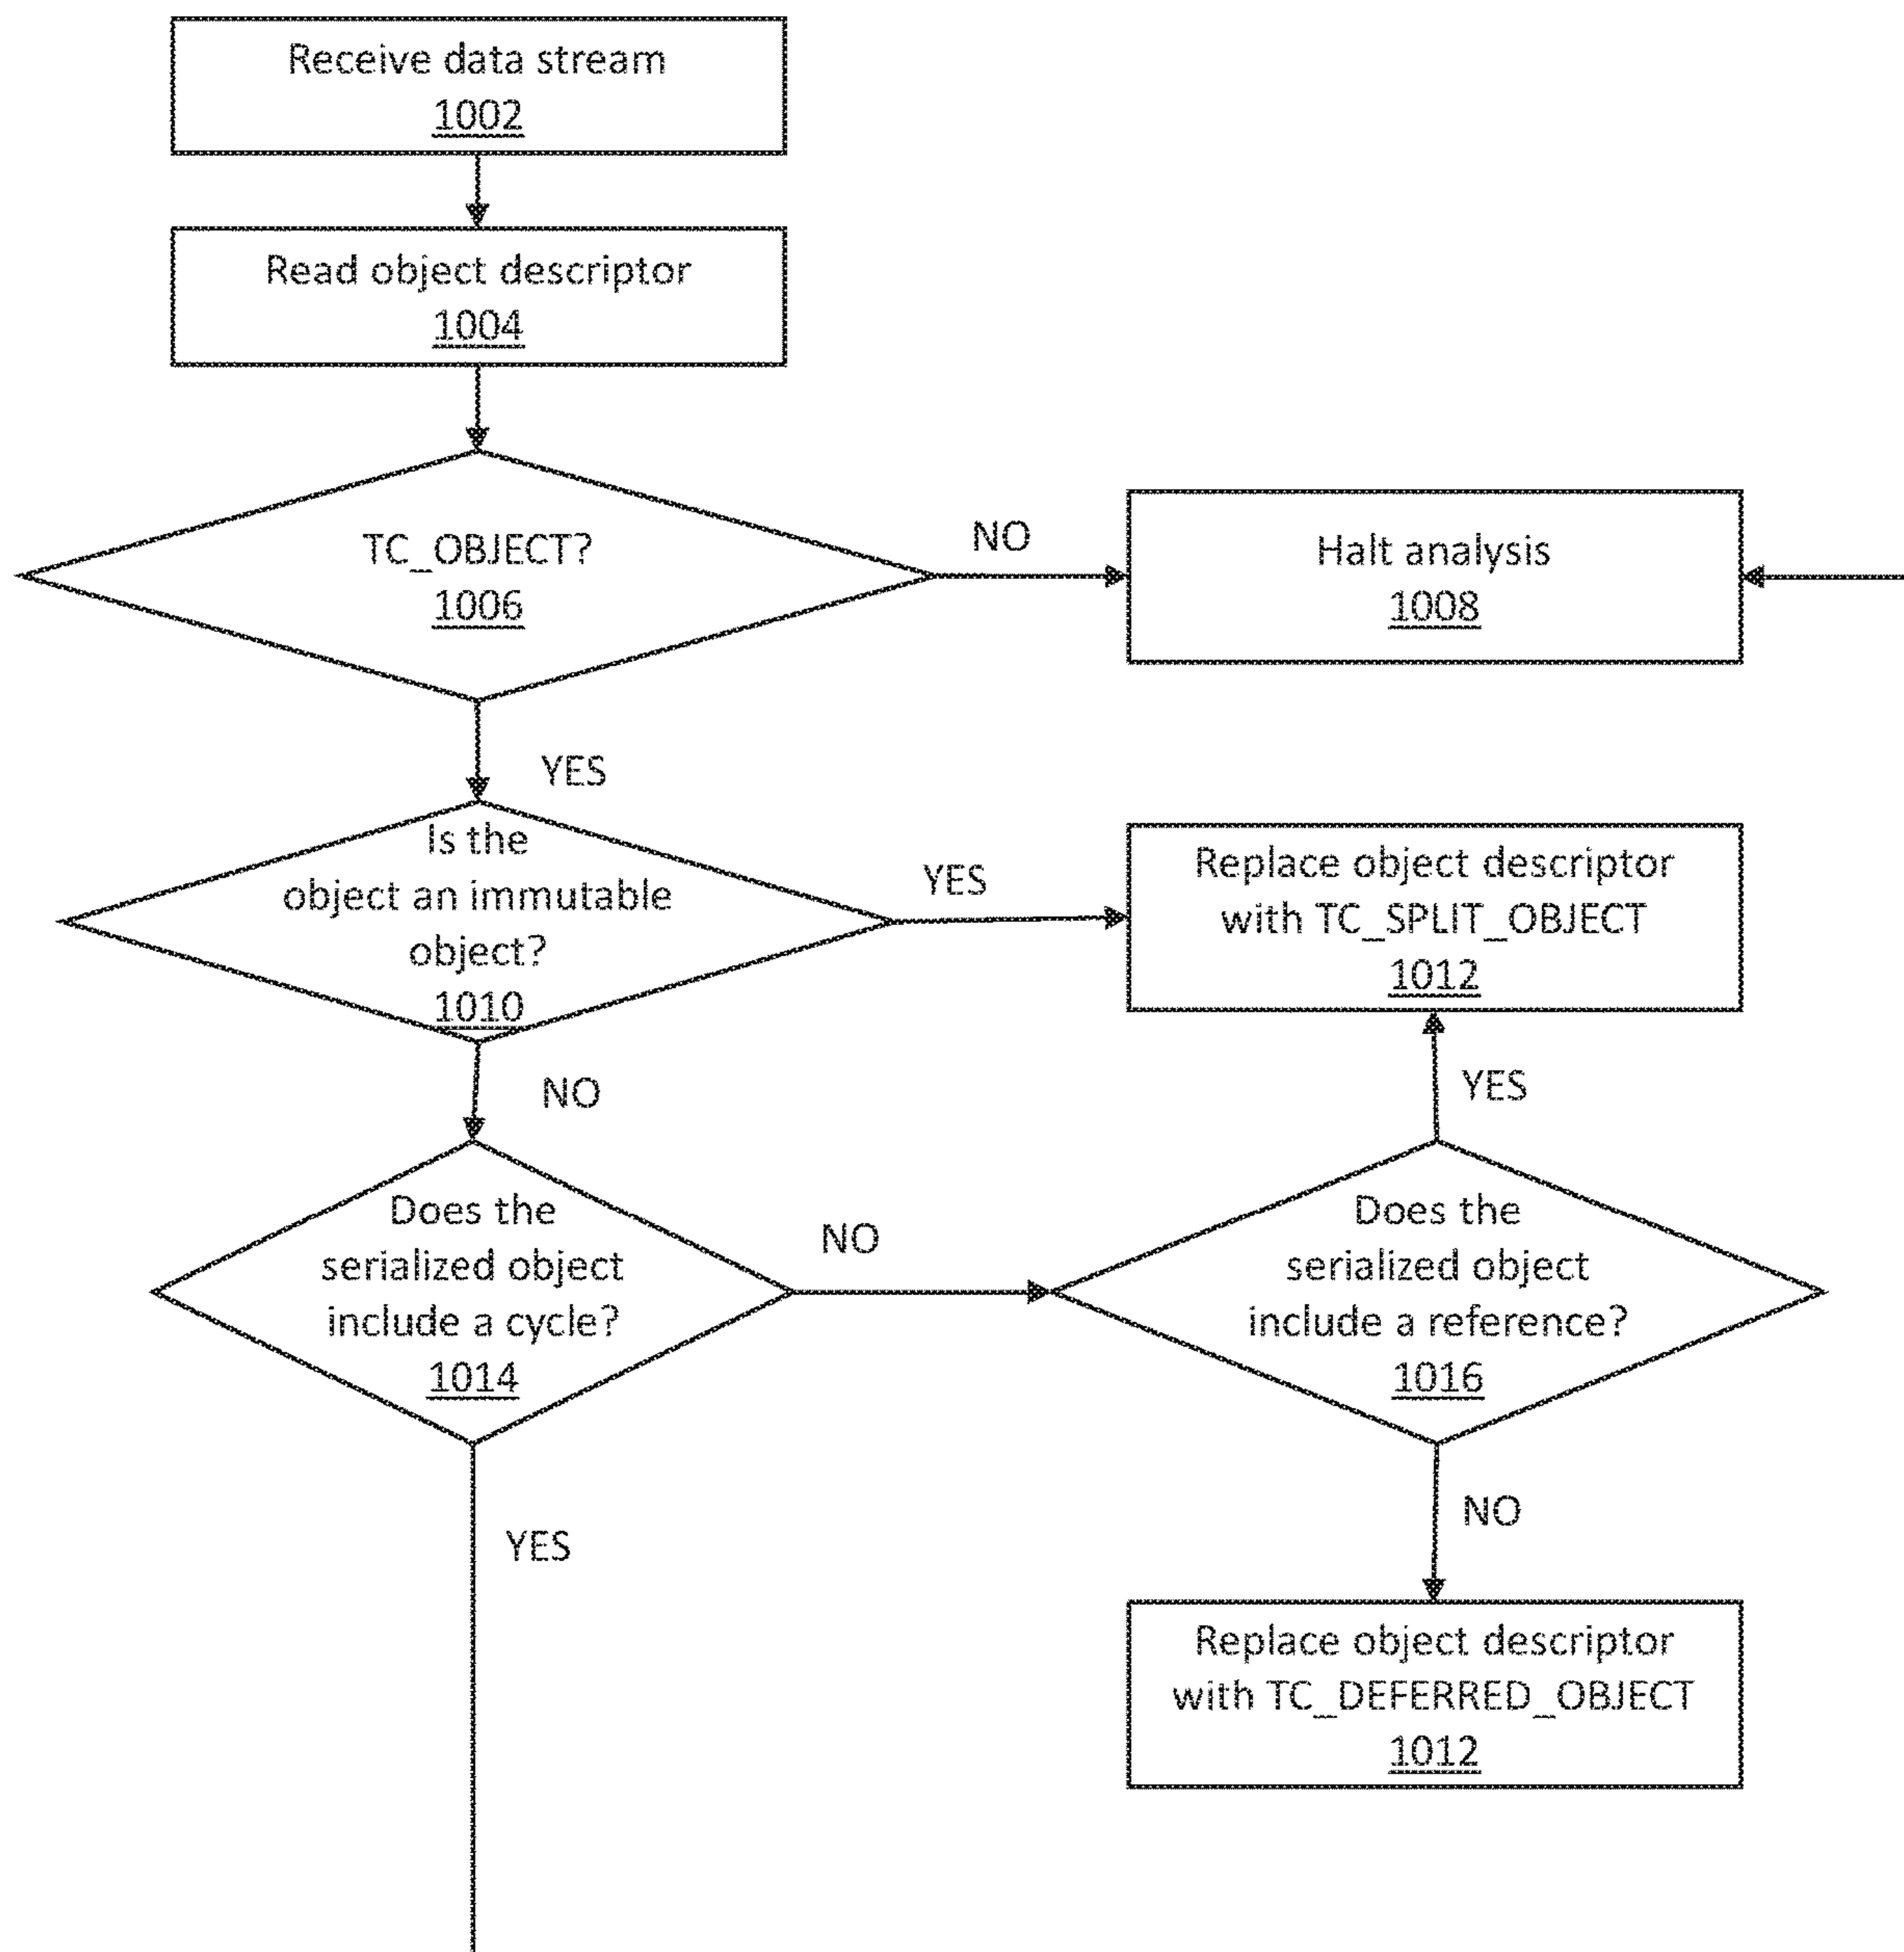 Receive data stream
1002
Read object descriptor
1004
TC_OBJECT?
1006
NO
Halt analysis
1008
YES
Is the
object an immutable
object?
1010
YES
Replace object descriptor
with TC_SPLIT_OBJECT
1012
NO
YES
Does the
serialized object
include a cycle?
1014
NO
Does the
serialized object
include a reference?
1016
YES
NO
Replace object descriptor
with TC_DEFERRED_OBJECT
1012